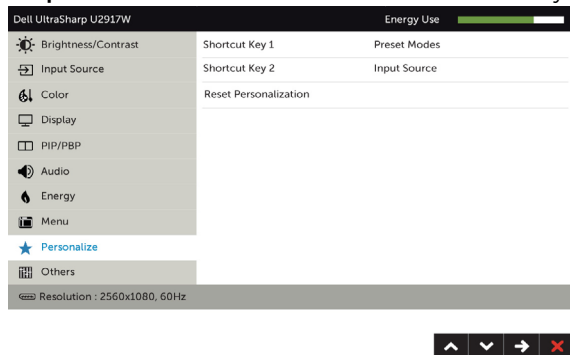 Dell UltraSharp U2917W Energy Use
Brightness/Contrast Shortcut Key 1 Preset Modes
Input Source Shortcut Key 2 Input Source
Color Reset Personalization
Display
PIP/PBP
Audio
Energy
Menu
Personalize
Others
Resolution : 2560x1080, 60Hz